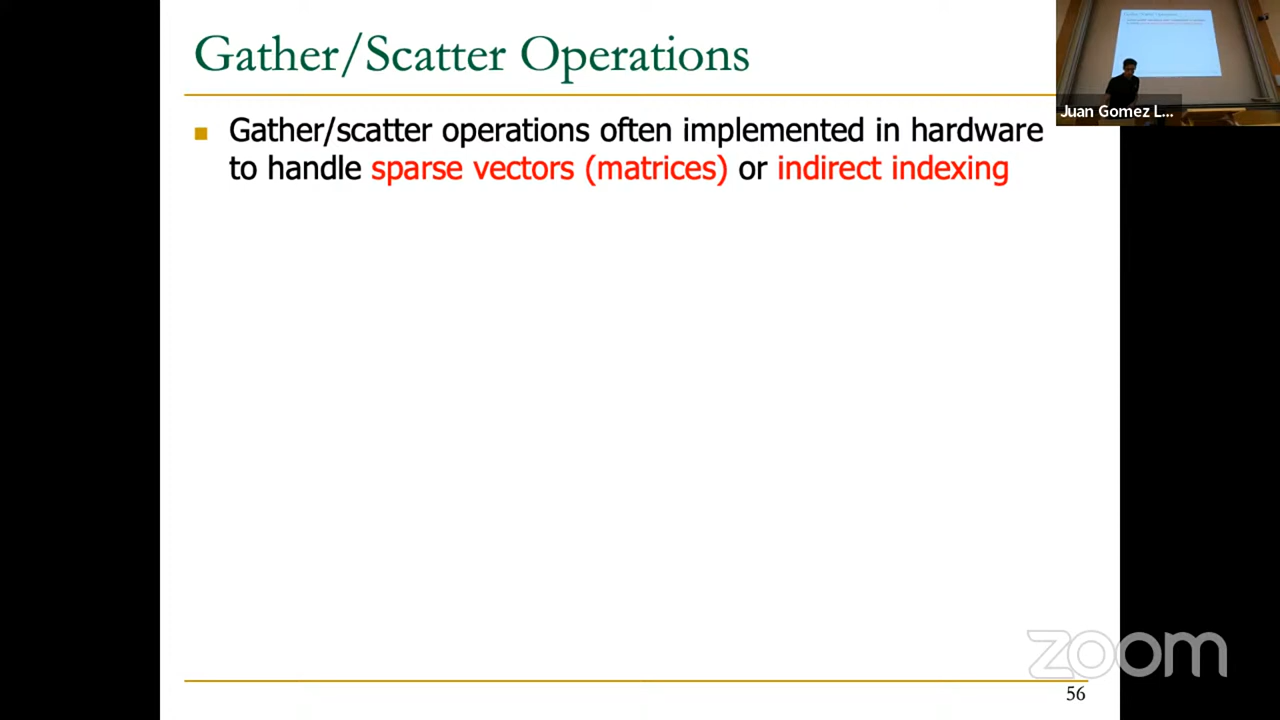 Gather/Scatter Operations
Gather/scatter operations often implemented in hardware
to handle sparse vectors (matrices) or indirect indexing
Juan Gomez L...
zoom
56